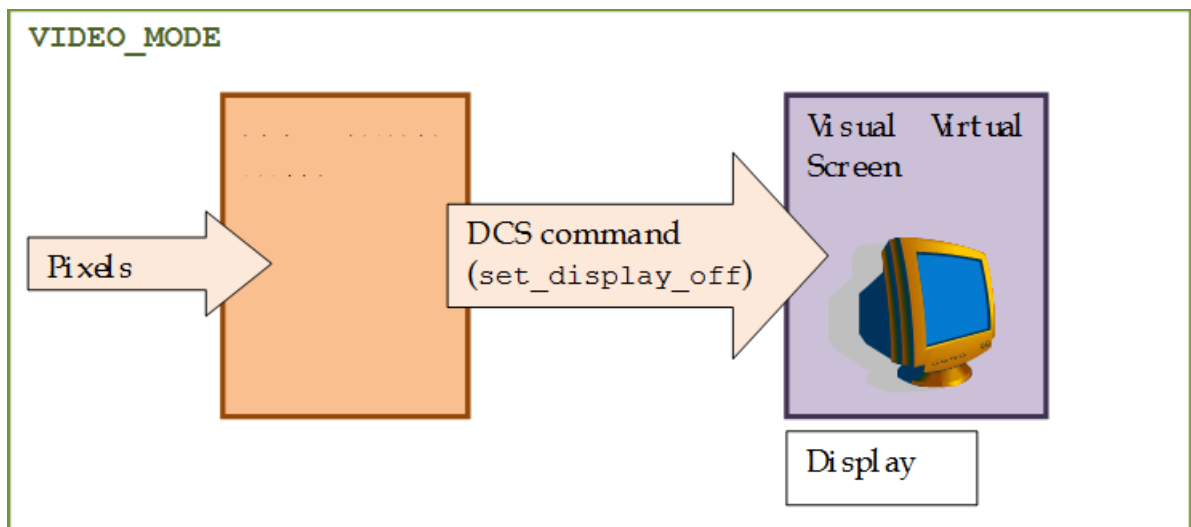 VIDEO_MODE
Visual Virtual
Screen
Pixels
DCS command
(set_display_off)
Display